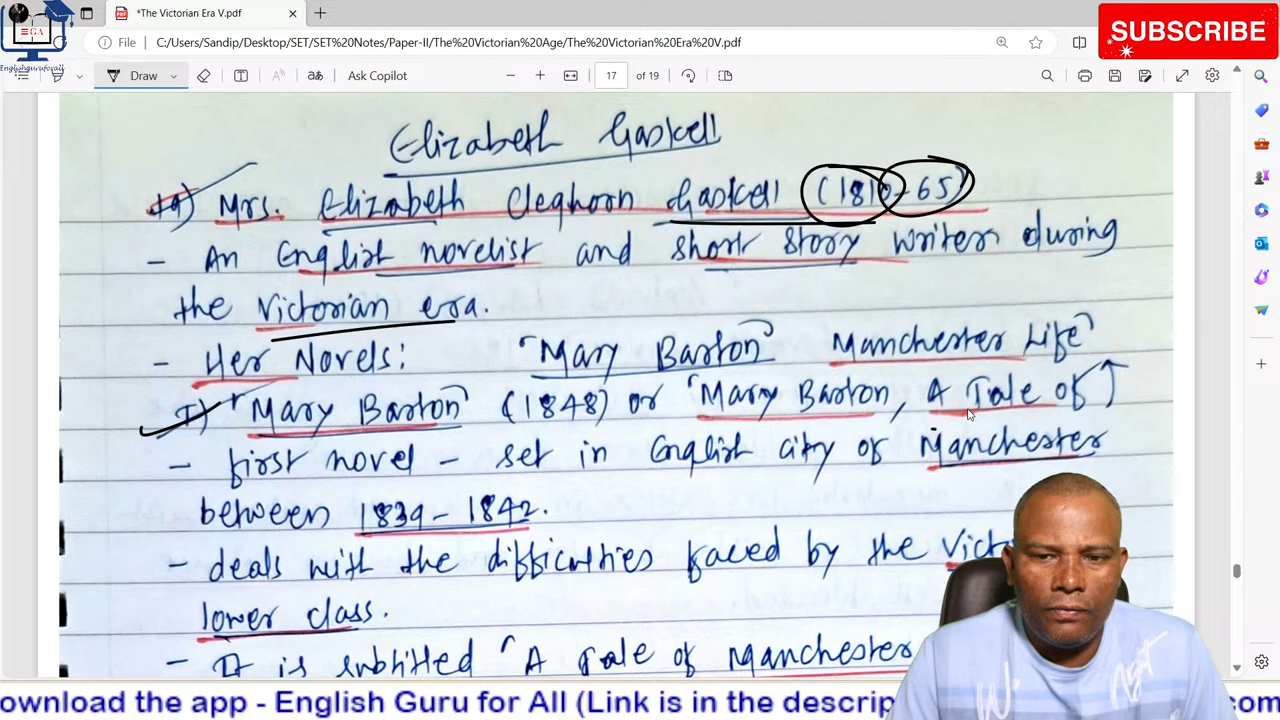 *The Victorian Era V.pdf
EGA
Englishguruforall
File
C:/Users/Sandip/Desktop/SET/SET%20Notes/Paper-II/The%20Victorian%20Age/The%20Victorian%20Era%20V.pdf
SUBSCRIBE
Draw
Ask Copilot
17 of 19
Elizabeth Gaskell
Mrs. Elizabeth Cleghorn Gaskell (1810-65)
- An English novelist and short story writer during
the Victorian era.
- Her Novels: "Mary Barton" Manchester Life"
I) "Mary Barton" (1848) or "Mary Barton, A Tale of
- first novel - set in English city of Manchester
between 1839 - 1842.
- deals with the difficulties faced by the
lower class.
- It is subtitled "A Tale of Manchester
ownload the app - English Guru for All (Link is in the descrip
com